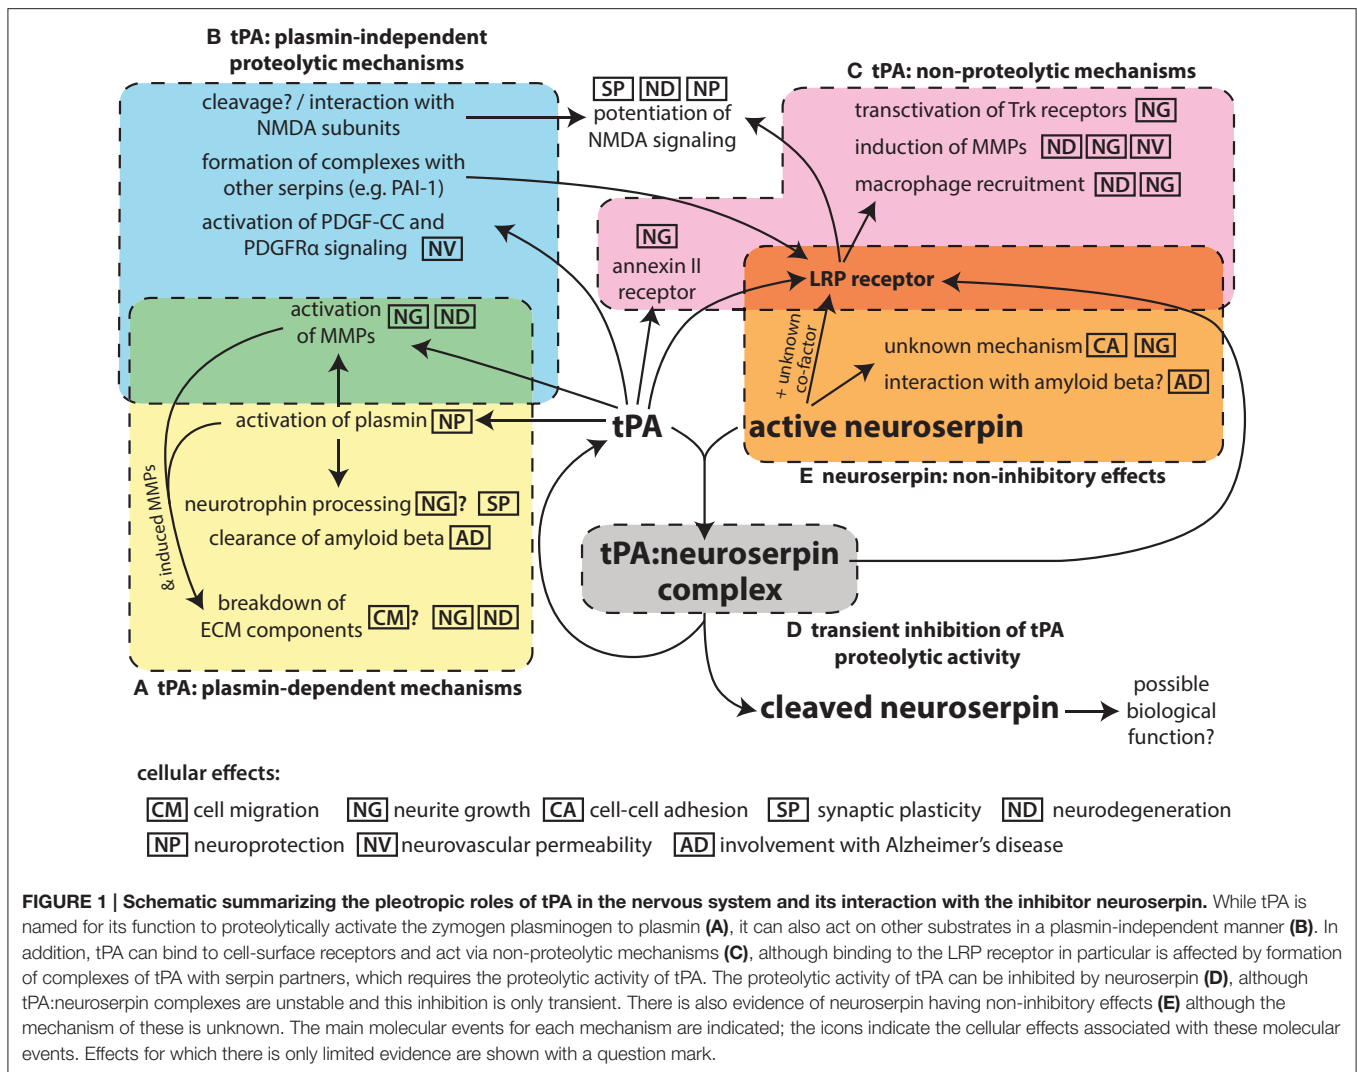 B tPA: plasmin-independent
proteolytic mechanisms
cleavage? / interaction with
NMDA subunits
formation of complexes with
other serpins (e.g. PAI-1)
activation of PDGF-CC and
PDGFRα signaling NV
SP ND NP
potentiation of
NMDA signaling
C tPA: non-proteolytic mechanisms
transctivation of Trk receptors NG
induction of MMPs ND NG NV
macrophage recruitment ND NG
NG
annexin II
receptor
LRP receptor
activation NG ND
of MMPs
+ unknown
co-factor
unknown mechanism CA NG
interaction with amyloid beta? AD
activation of plasmin NP
tPA
active neuroserpin
E neuroserpin: non-inhibitory effects
& induced MMPs
neurotrophin processing NG? SP
clearance of amyloid beta AD
breakdown of
ECM components CM? NG ND
A tPA: plasmin-dependent mechanisms
tPA:neuroserpin
complex
D transient inhibition of tPA
proteolytic activity
cleaved neuroserpin
possible
biological
function?
cellular effects:
CM cell migration NG neurite growth CA cell-cell adhesion SP synaptic plasticity ND neurodegeneration
NP neuroprotection NV neurovascular permeability AD involvement with Alzheimer's disease
FIGURE 1 | Schematic summarizing the pleotropic roles of tPA in the nervous system and its interaction with the inhibitor neuroserpin. While tPA is
named for its function to proteolytically activate the zymogen plasminogen to plasmin (A), it can also act on other substrates in a plasmin-independent manner (B). In
addition, tPA can bind to cell-surface receptors and act via non-proteolytic mechanisms (C), although binding to the LRP receptor in particular is affected by formation
of complexes of tPA with serpin partners, which requires the proteolytic activity of tPA. The proteolytic activity of tPA can be inhibited by neuroserpin (D), although
tPA:neuroserpin complexes are unstable and this inhibition is only transient. There is also evidence of neuroserpin having non-inhibitory effects (E) although the
mechanism of these is unknown. The main molecular events for each mechanism are indicated; the icons indicate the cellular effects associated with these molecular
events. Effects for which there is only limited evidence are shown with a question mark.